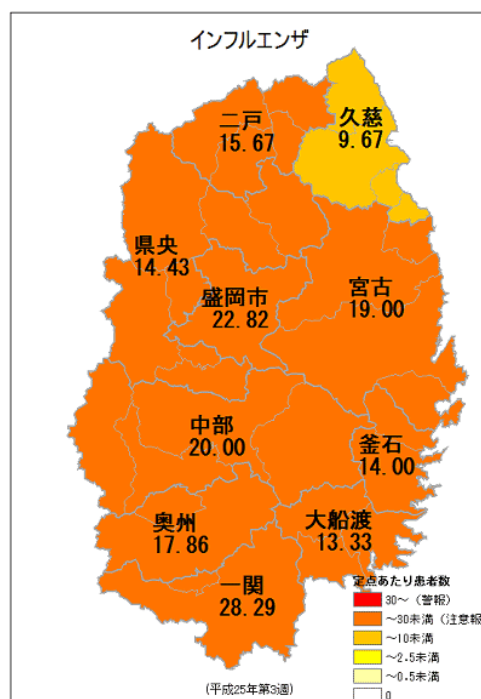 インフルエンザ
久慈
9.67
二戸
15.67
県央
14.43
盛岡市
22.82
宮古
19.00
中部
20.00
釜石
14.00
奥州
17.86
大船渡
13.33
一関
28.29
定点あたり患者数
30～（警報）
～30未満（注意報
～10未満
～2.5未満
～0.5未満
0
(平成25年第3週)